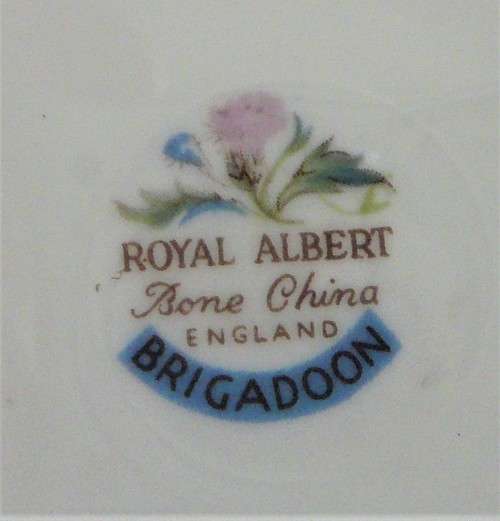 ROYAL ALBERT
Bone China
ENGLAND
BRIGADOON